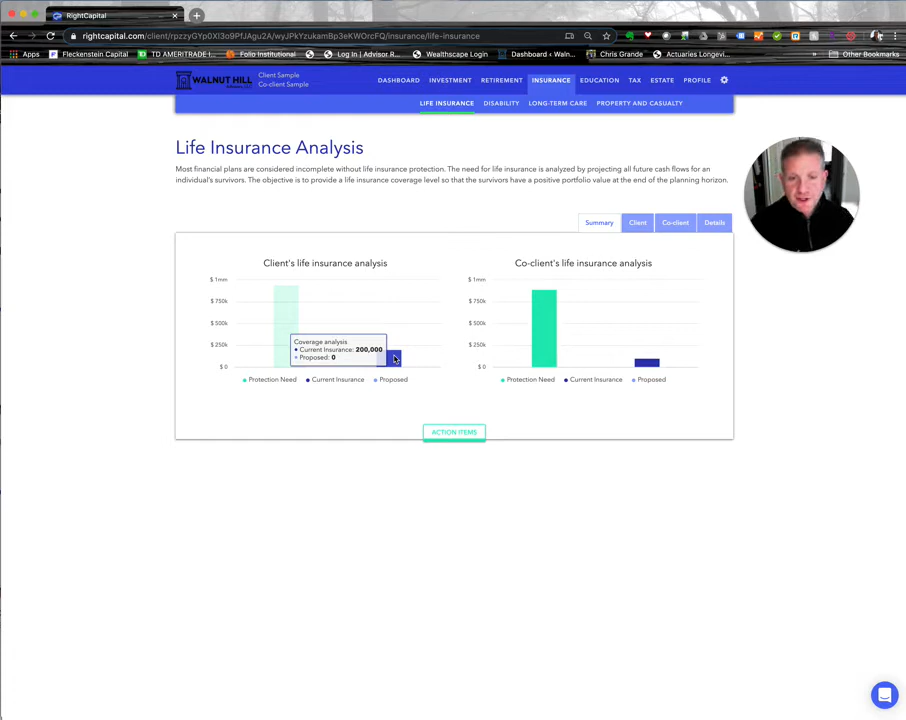 RightCapital
rightcapital.com/client/rpzzyGYp0Xl3o9PfJAgu2A/wyJPkYzukamBp3eKWOrcFQ/insurance/life-insurance
Apps Fleckenstein Capital TD AMERITRADE I... Folio Institutional Log In | Advisor R... Wealthscape Login Dashboard ‹ Waln... Chris Grande Actuaries Longevi... » Other Bookmarks
WALNUT HILL
Client Sample
Co-client Sample
DASHBOARD INVESTMENT RETIREMENT INSURANCE EDUCATION TAX ESTATE PROFILE
LIFE INSURANCE DISABILITY LONG-TERM CARE PROPERTY AND CASUALTY
Life Insurance Analysis
Most financial plans are considered incomplete without life insurance protection. The need for life insurance is analyzed by projecting all future cash flows for an
individual's survivors. The objective is to provide a life insurance coverage level so that the survivors have a positive portfolio value at the end of the planning horizon.
Summary Client Co-client Details
Client's life insurance analysis
$ 1mm
$ 750k
$ 500k
$ 250k
$ 0
Coverage analysis
Current Insurance: 200,000
Proposed: 0
Protection Need Current Insurance Proposed
Co-client's life insurance analysis
$ 1mm
$ 750k
$ 500k
$ 250k
$ 0
Protection Need Current Insurance Proposed
ACTION ITEMS